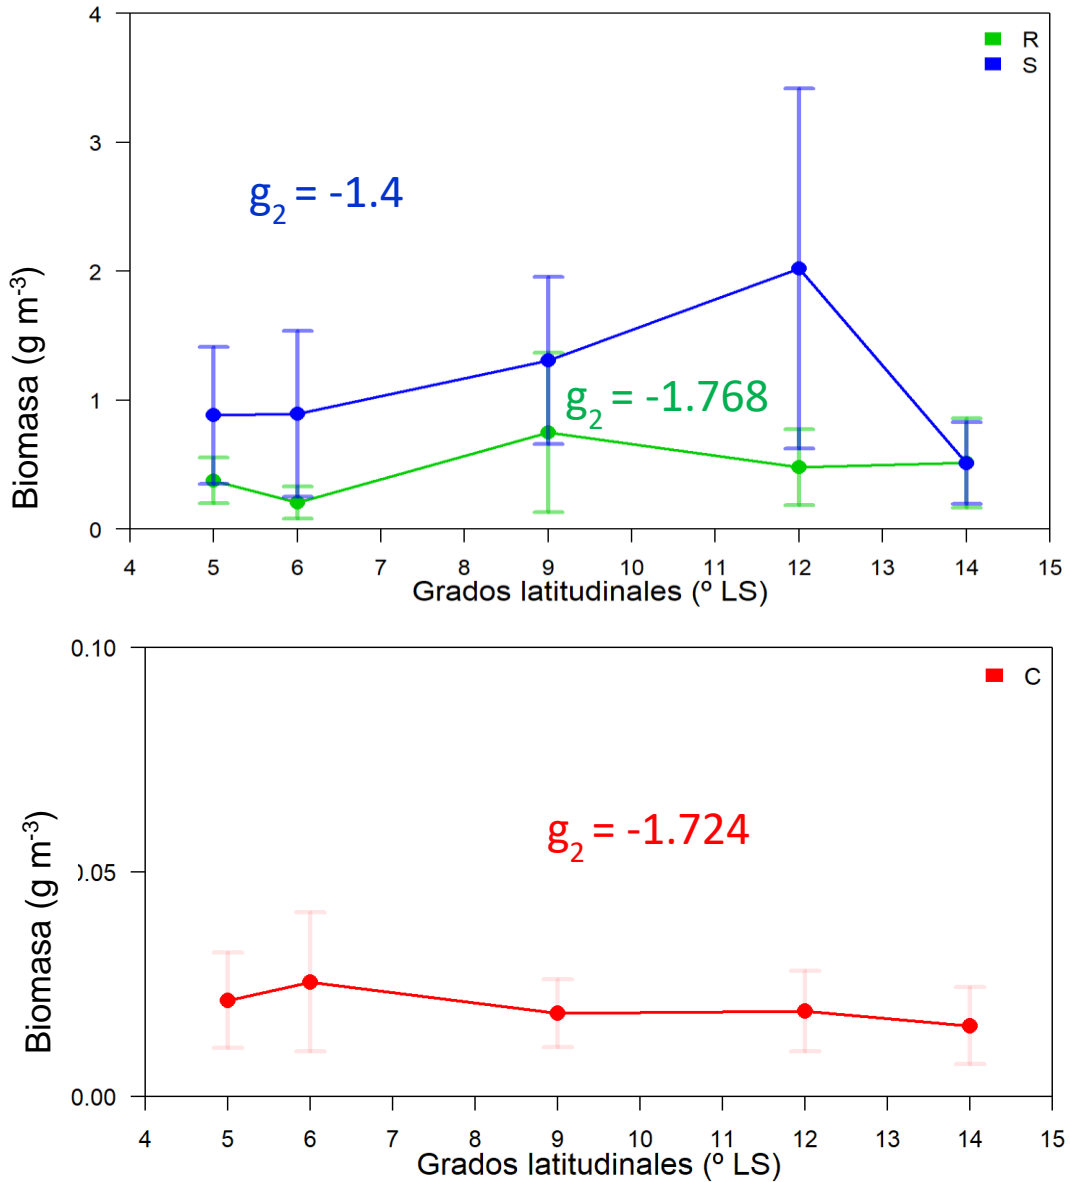 4
R
S
3
g2 = -1.4
2
g2 = -1.768
1
0
Biomasa (g m-3)
4 5 6 7 8 9 10 11 12 13 14 15
Grados latitudinales (º LS)
0.10
C
g2 = -1.724
0.05
0.00
Biomasa (g m-3)
4 5 6 7 8 9 10 11 12 13 14 15
Grados latitudinales (º LS)